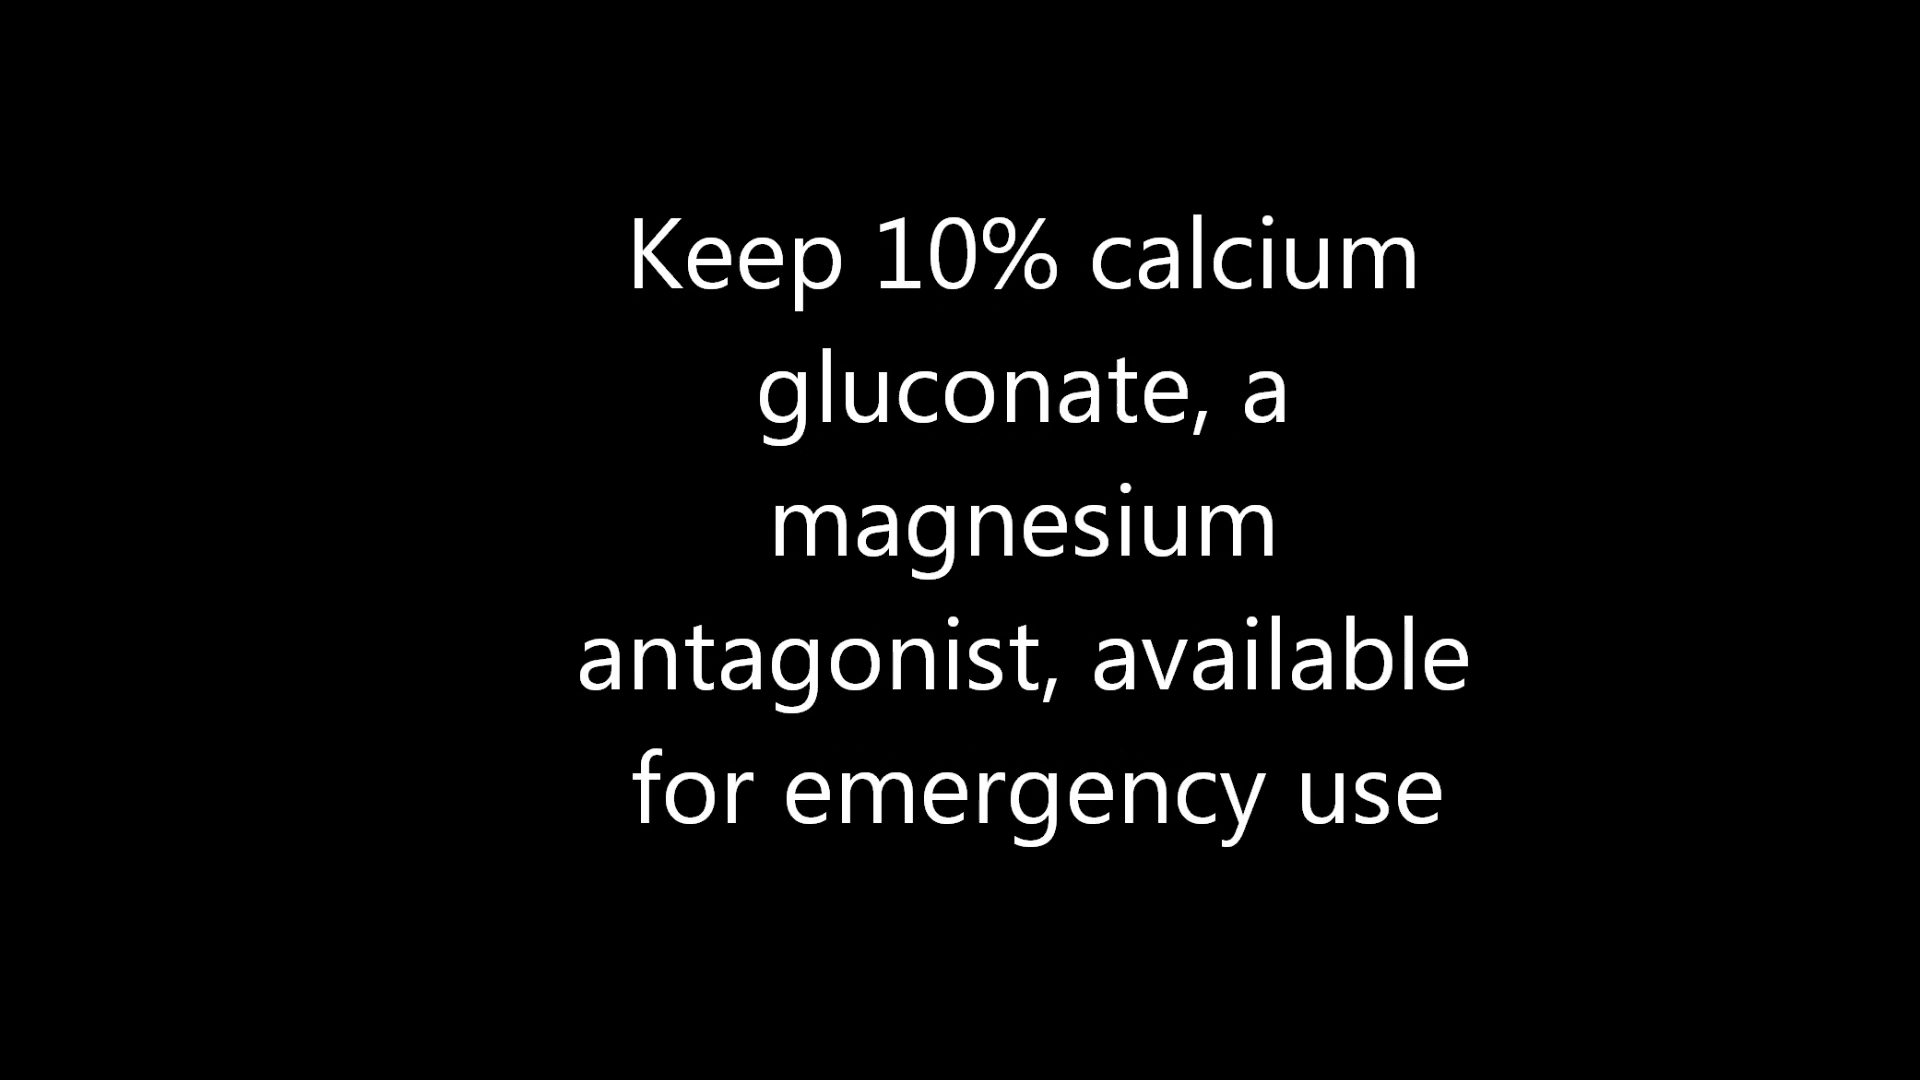 Keep 10% calcium
gluconate, a
magnesium
antagonist, available
for emergency use